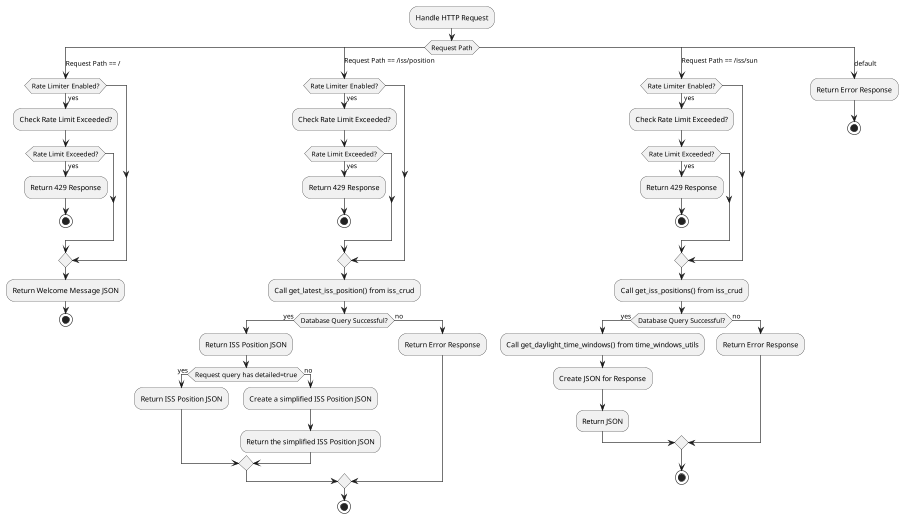 Handle HTTP Request
Request Path
Request Path == /
Rate Limiter Enabled?
yes
Check Rate Limit Exceeded?
Rate Limit Exceeded?
yes
Return 429 Response
Return Welcome Message JSON
Request Path == /iss/position
Rate Limiter Enabled?
yes
Check Rate Limit Exceeded?
Rate Limit Exceeded?
yes
Return 429 Response
Call get_latest_iss_position() from iss_crud
yes
Database Query Successful?
no
Return ISS Position JSON
yes
Request query has detailed=true
no
Return ISS Position JSON
Create a simplified ISS Position JSON
Return the simplified ISS Position JSON
Return Error Response
Request Path == /iss/sun
Rate Limiter Enabled?
yes
Check Rate Limit Exceeded?
Rate Limit Exceeded?
yes
Return 429 Response
Call get_iss_positions() from iss_crud
yes
Database Query Successful?
no
Call get_daylight_time_windows() from time_windows_utils
Create JSON for Response
Return JSON
Return Error Response
default
Return Error Response